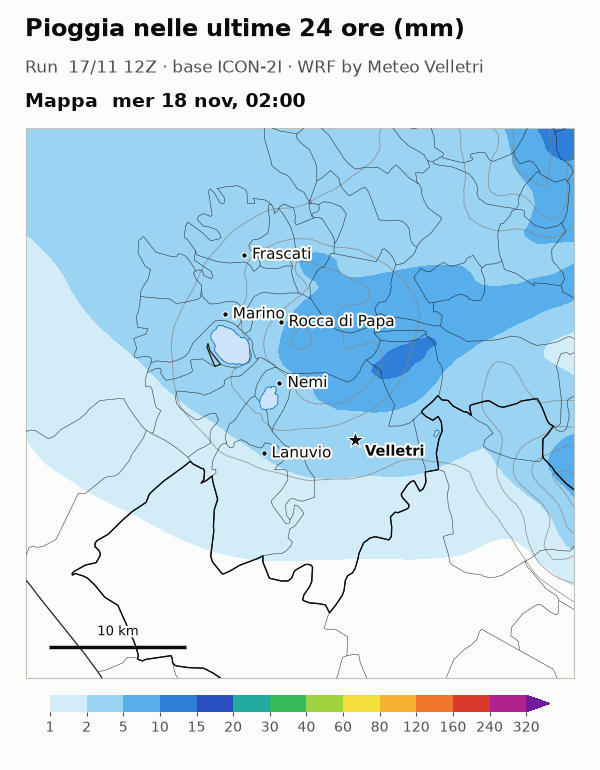 Pioggia nelle ultime 24 ore (mm)
Run  17/11 12Z · base ICON-2I · WRF by Meteo Velletri
Mappa  mer 18 nov, 02:00
Frascati
Marino
Rocca di Papa
Nemi
Velletri
Lanuvio
10 km
1 2 5 10 15 20 30 40 60 80 120 160 240 320